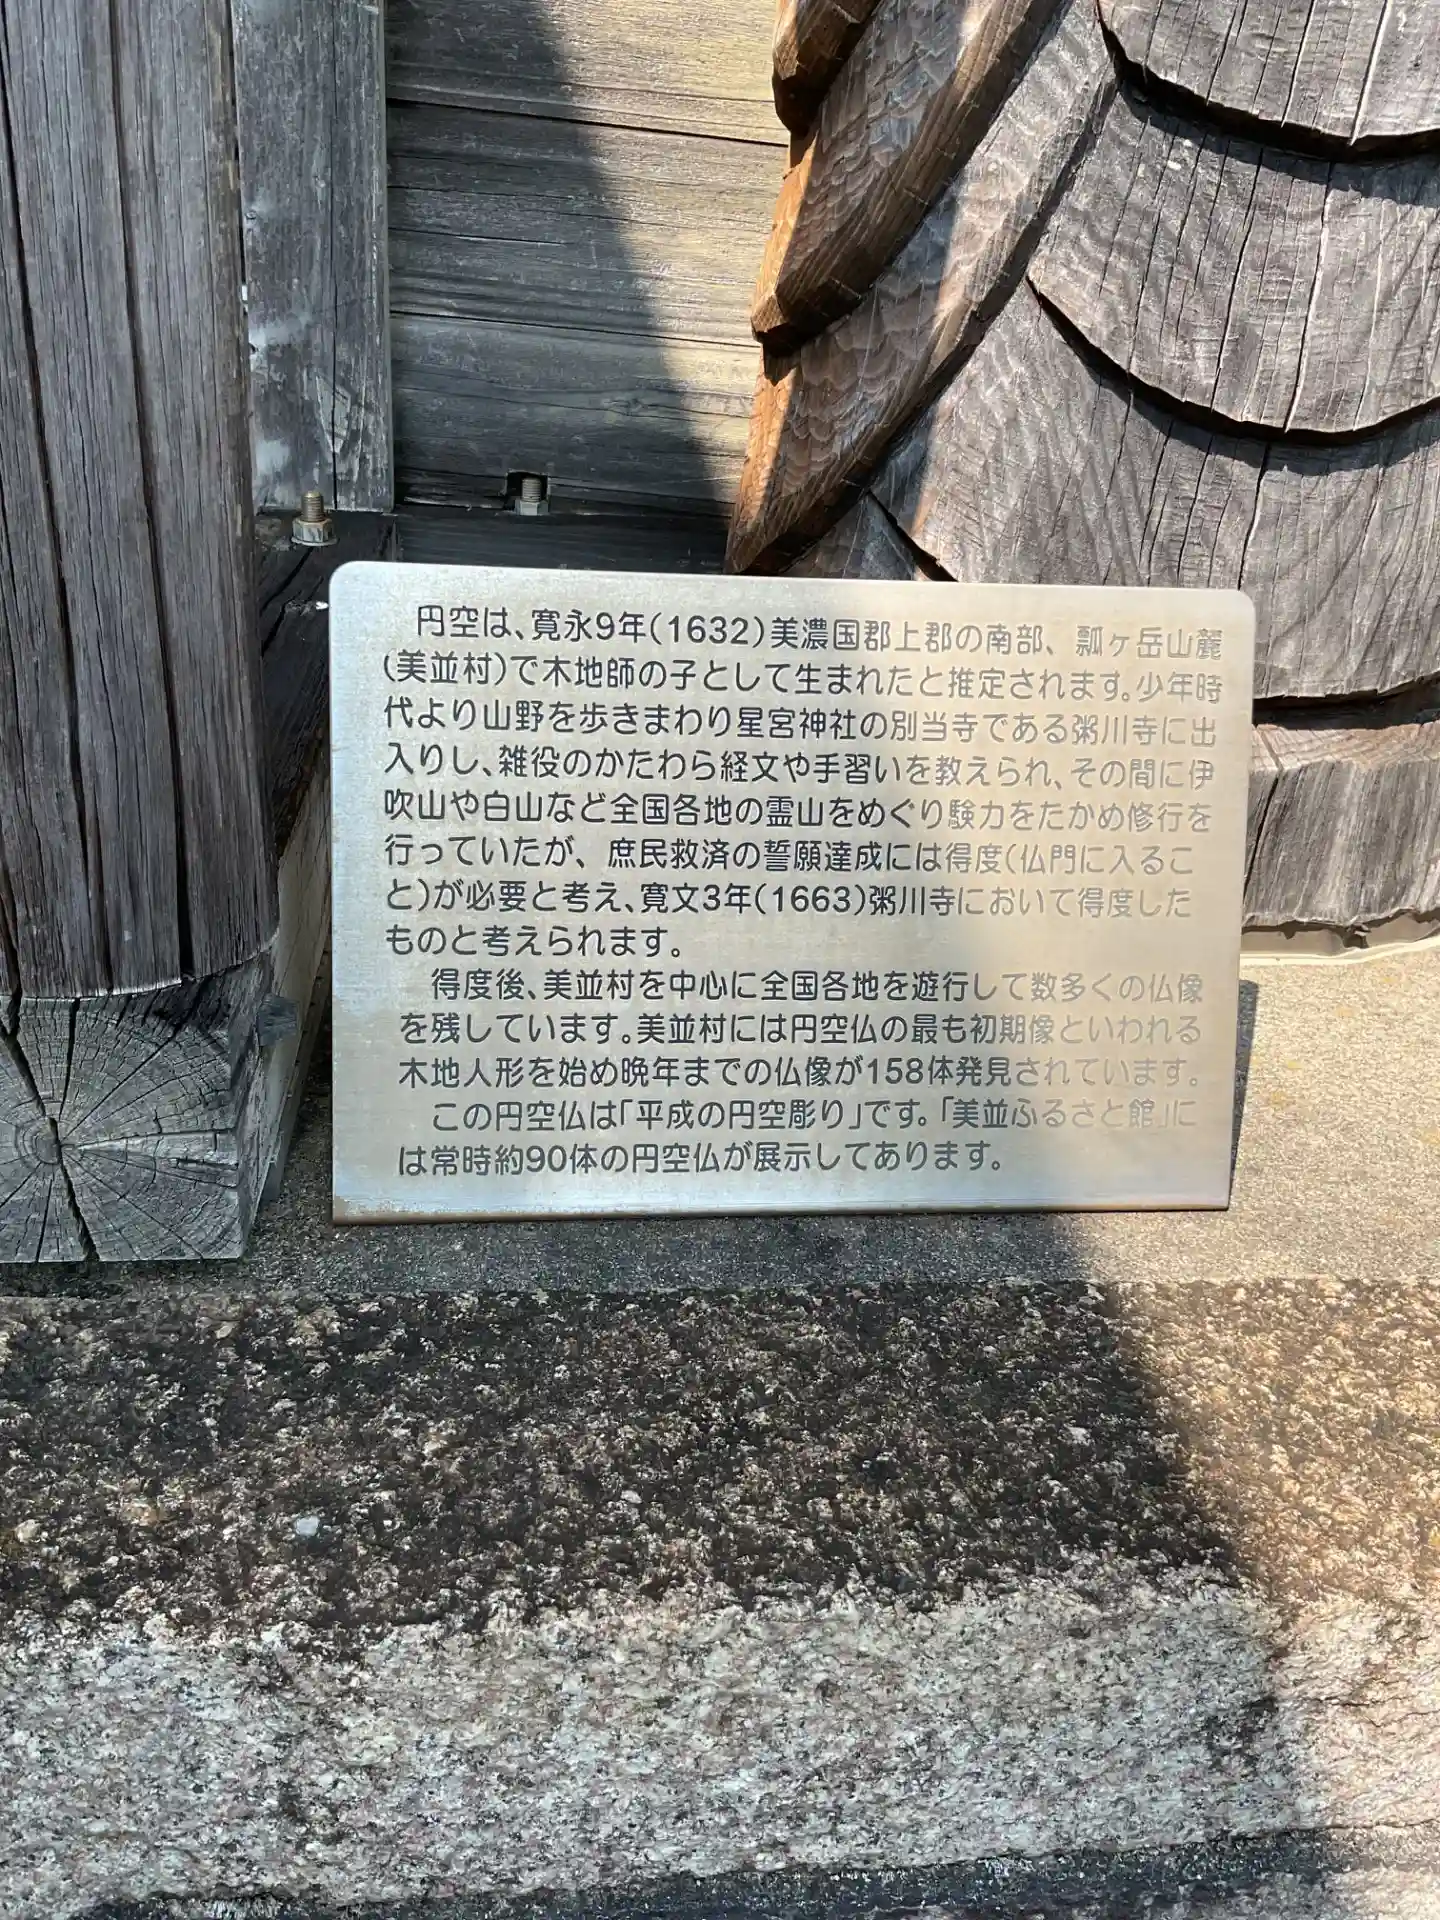 円空は、寛永9年(1632)美濃国郡上郡の南部、瓢ヶ岳山麓
(美並村)で木地師の子として生まれたと推定されます。少年時
代より山野を歩きまわり星宮神社の別当寺である粥川寺に出
入りし、雑役のかたわら経文や手習いを教えられ、その間に伊
吹山や白山など全国各地の霊山をめぐり験力をたかめ修行を
行っていたが、庶民救済の誓願達成には得度(仏門に入るこ
と)が必要と考え、寛文3年(1663)粥川寺において得度した
ものと考えられます。
得度後、美並村を中心に全国各地を遊行して数多くの仏像
を残しています。美並村には円空仏の最も初期像といわれる
木地人形を始め晩年までの仏像が158体発見されています。
この円空仏は「平成の円空彫り」です。「美並ふるさと館」に
は常時約90体の円空仏が展示してあります。